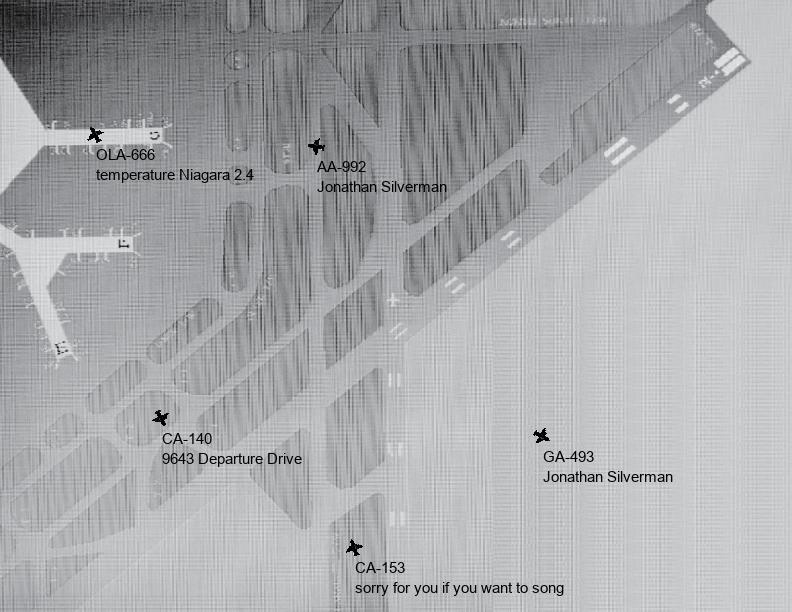 OLA-666
temperature Niagara 2.4
AA-992
Jonathan Silverman
CA-140
9643 Departure Drive
GA-493
Jonathan Silverman
CA-153
sorry for you if you want to song